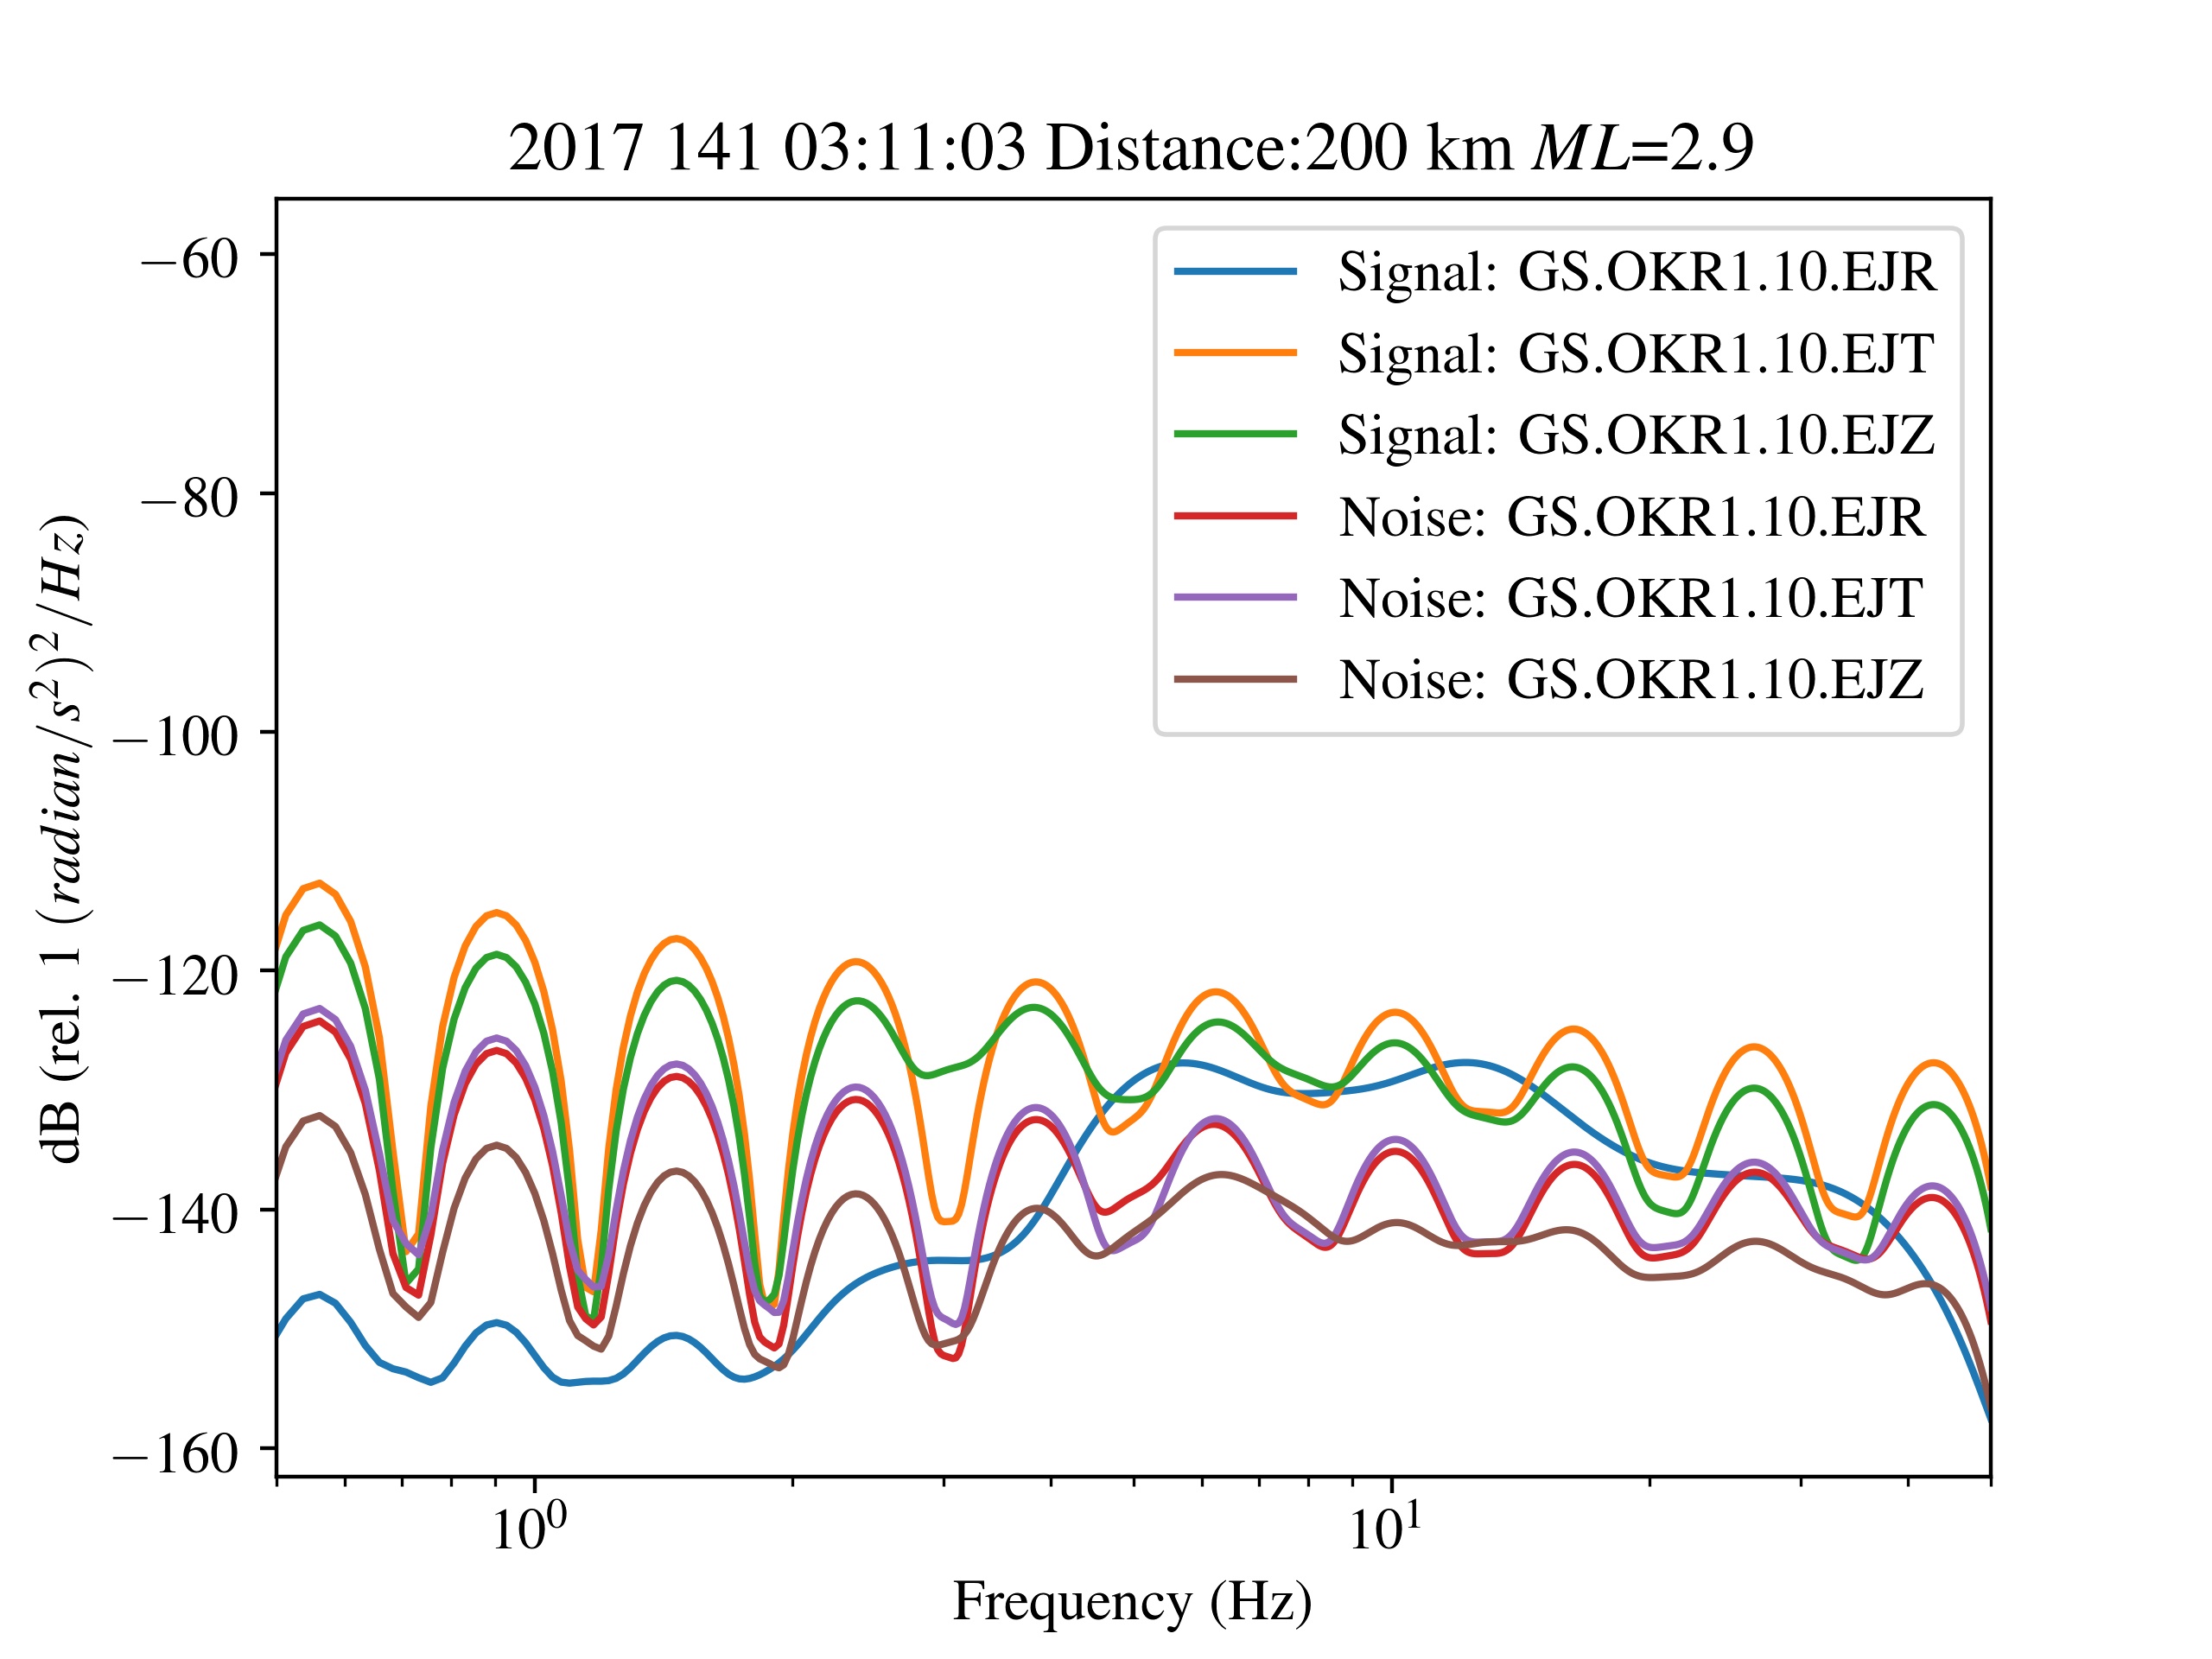 2017 141 03:11:03 Distance:200 km ML=2.9
Signal: GS.OKR1.10.EJR
Signal: GS.OKR1.10.EJT
Signal: GS.OKR1.10.EJZ
Noise: GS.OKR1.10.EJR
Noise: GS.OKR1.10.EJT
Noise: GS.OKR1.10.EJZ
−60
−80
−100
−120
−140
−160
dB (rel. 1 (radian/s²)²/Hz)
10⁰ 10¹
Frequency (Hz)